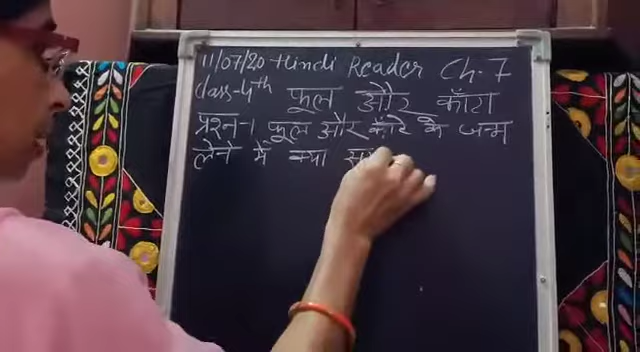 11/07/20 Hindi Reader Ch. 7
Class-4th फूल और काँटा
प्रश्न-1 फूल और काँटे के जन्म
लेने में क्या